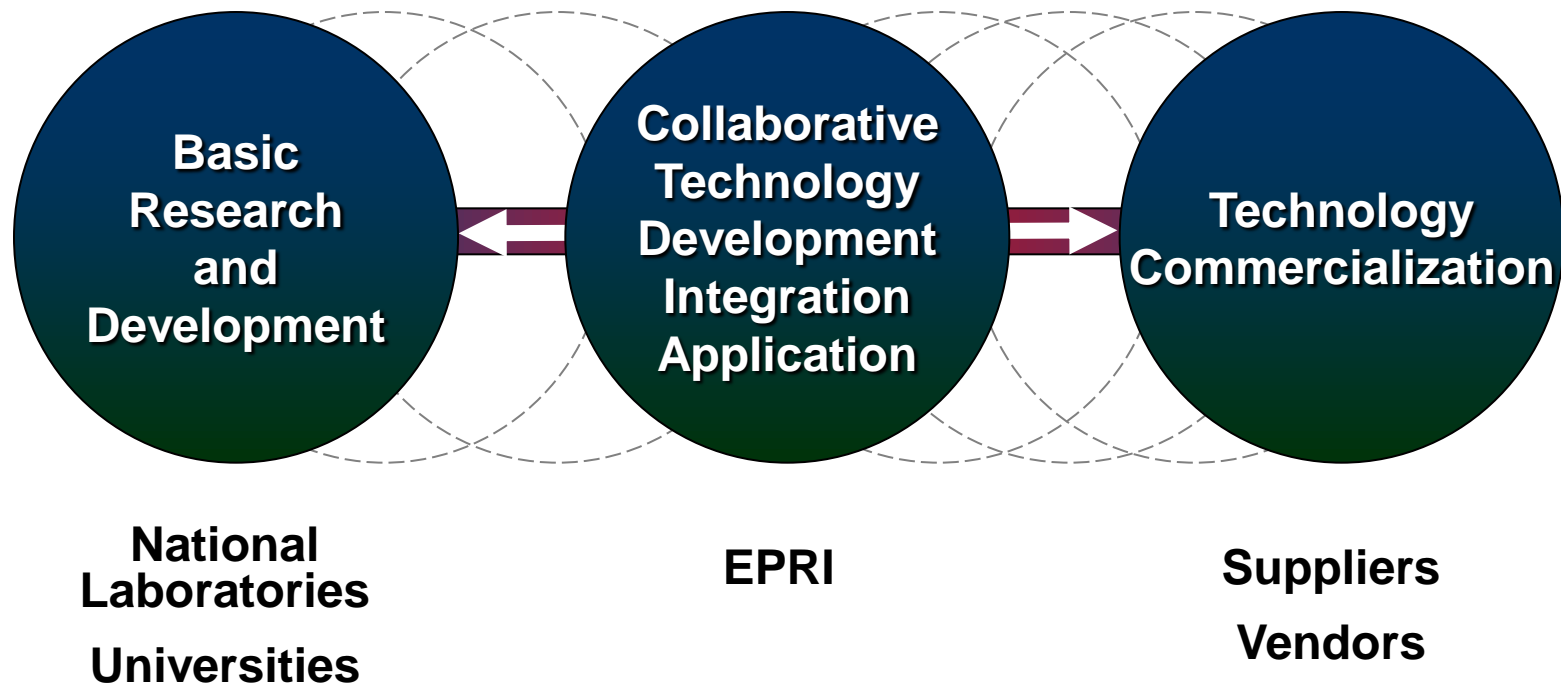 Basic
Research
and
Development
Collaborative
Technology
Development
Integration
Application
Technology
Commercialization
National
Laboratories
Universities
EPRI
Suppliers
Vendors